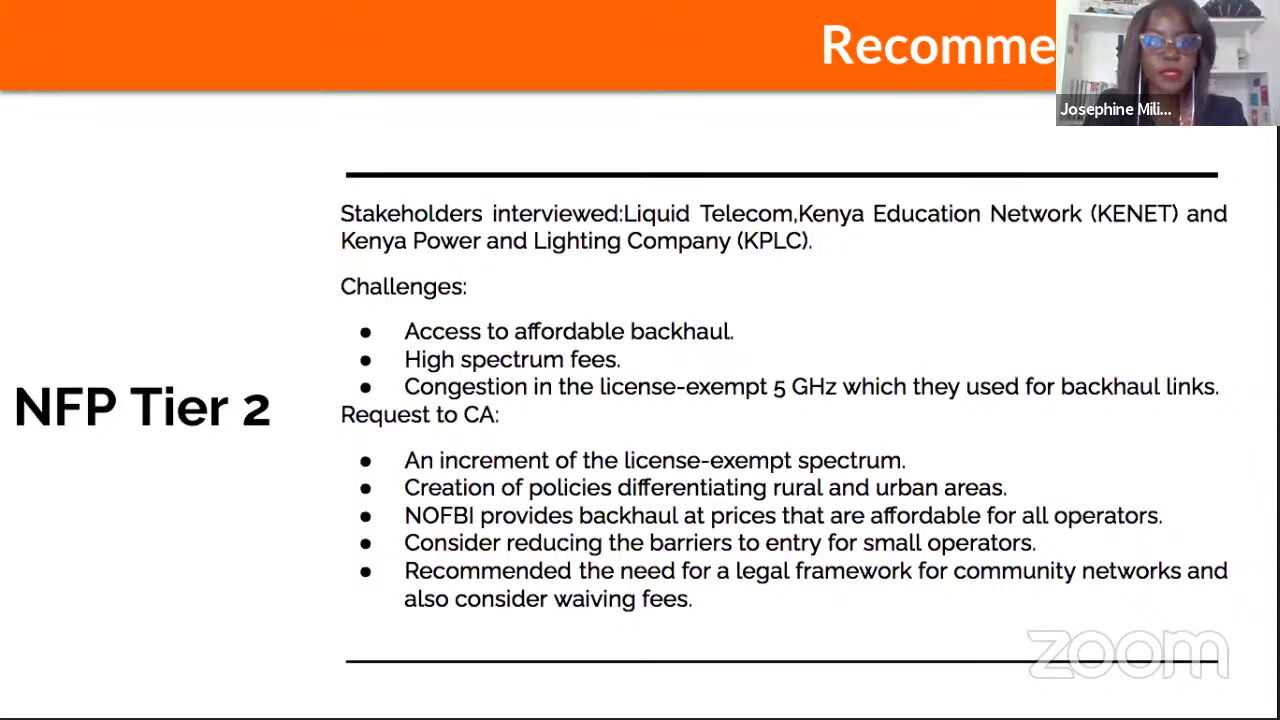 Recomme
Josephine Mili...
Stakeholders interviewed:Liquid Telecom,Kenya Education Network (KENET) and
Kenya Power and Lighting Company (KPLC).
Challenges:
● Access to affordable backhaul.
● High spectrum fees.
● Congestion in the license-exempt 5 GHz which they used for backhaul links.
NFP Tier 2
Request to CA:
● An increment of the license-exempt spectrum.
● Creation of policies differentiating rural and urban areas.
● NOFBI provides backhaul at prices that are affordable for all operators.
● Consider reducing the barriers to entry for small operators.
● Recommended the need for a legal framework for community networks and
also consider waiving fees.
zoom